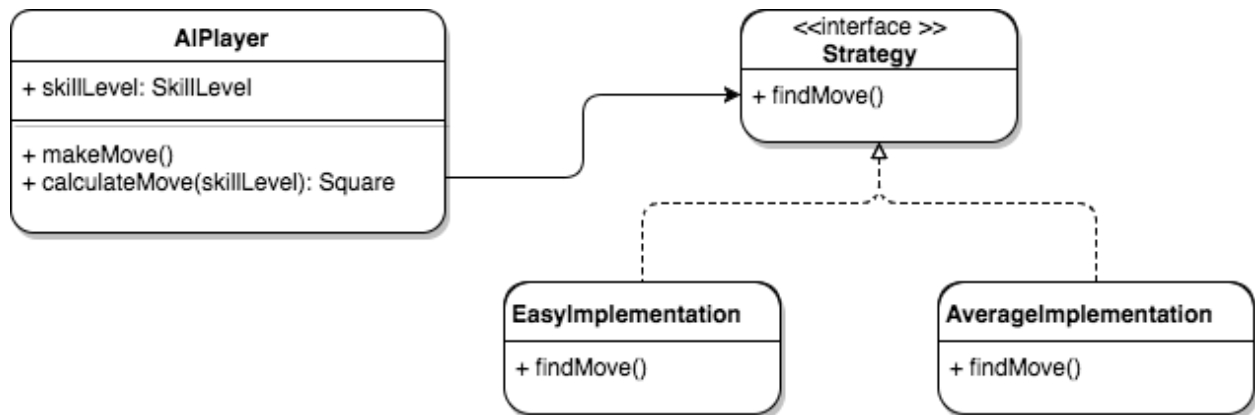 AIPlayer
+ skillLevel: SkillLevel
+ makeMove()
+ calculateMove(skillLevel): Square
<<interface >>
Strategy
+ findMove()
EasyImplementation
+ findMove()
AverageImplementation
+ findMove()